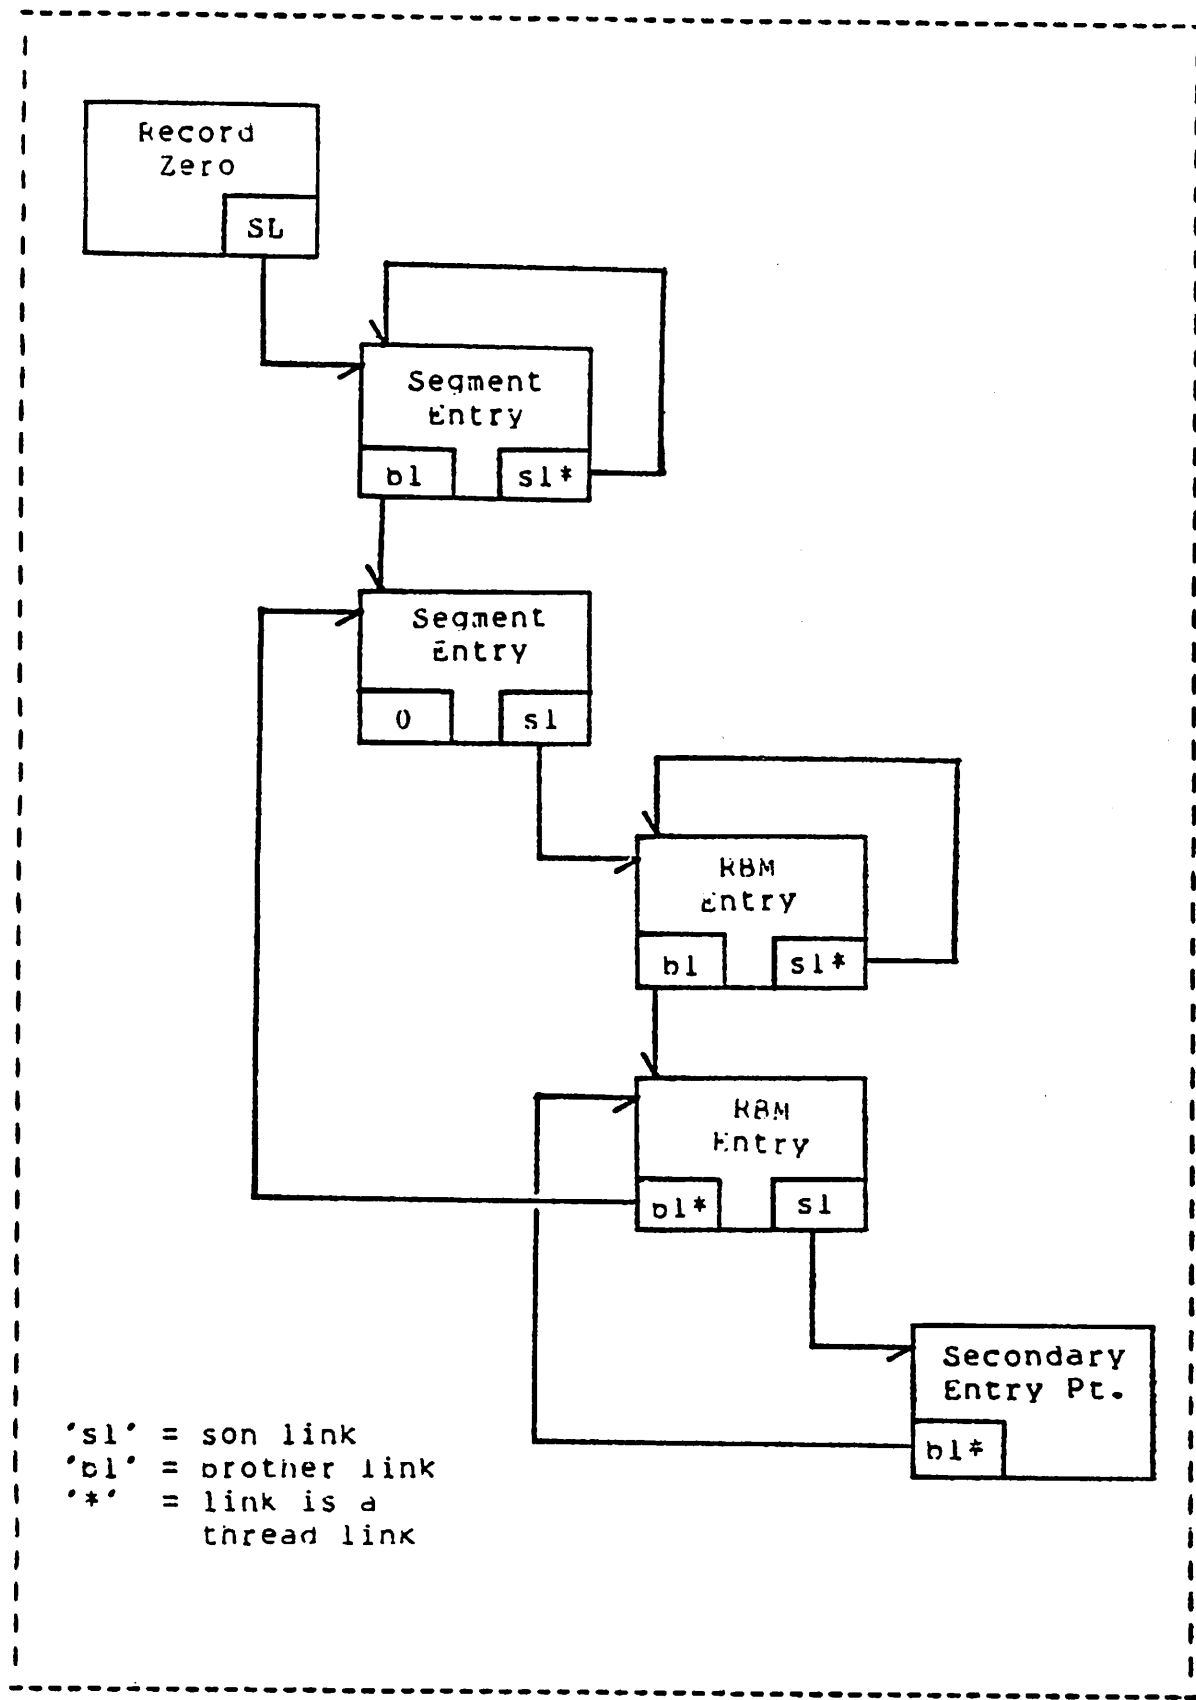 Record
Zero
SL
Segment
Entry
bl
sl*
Segment
Entry
0
sl
RBM
Entry
bl
sl*
RBM
Entry
bl*
sl
Secondary
Entry Pt.
bl*
'sl' = son link
'bl' = brother link
'*' = link is a
thread link